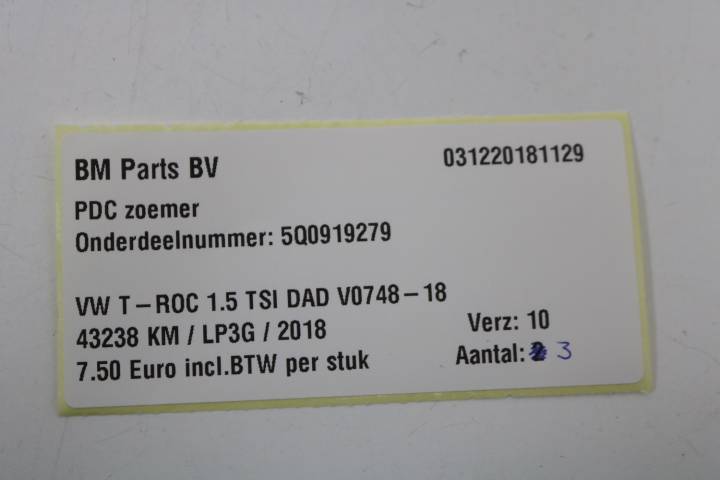 BM Parts BV 031220181129
PDC zoemer
Onderdeelnummer: 5Q0919279
VW T-ROC 1.5 TSI DAD V0748-18
43238 KM / LP3G / 2018 Verz: 10
7.50 Euro incl.BTW per stuk Aantal: 2 3